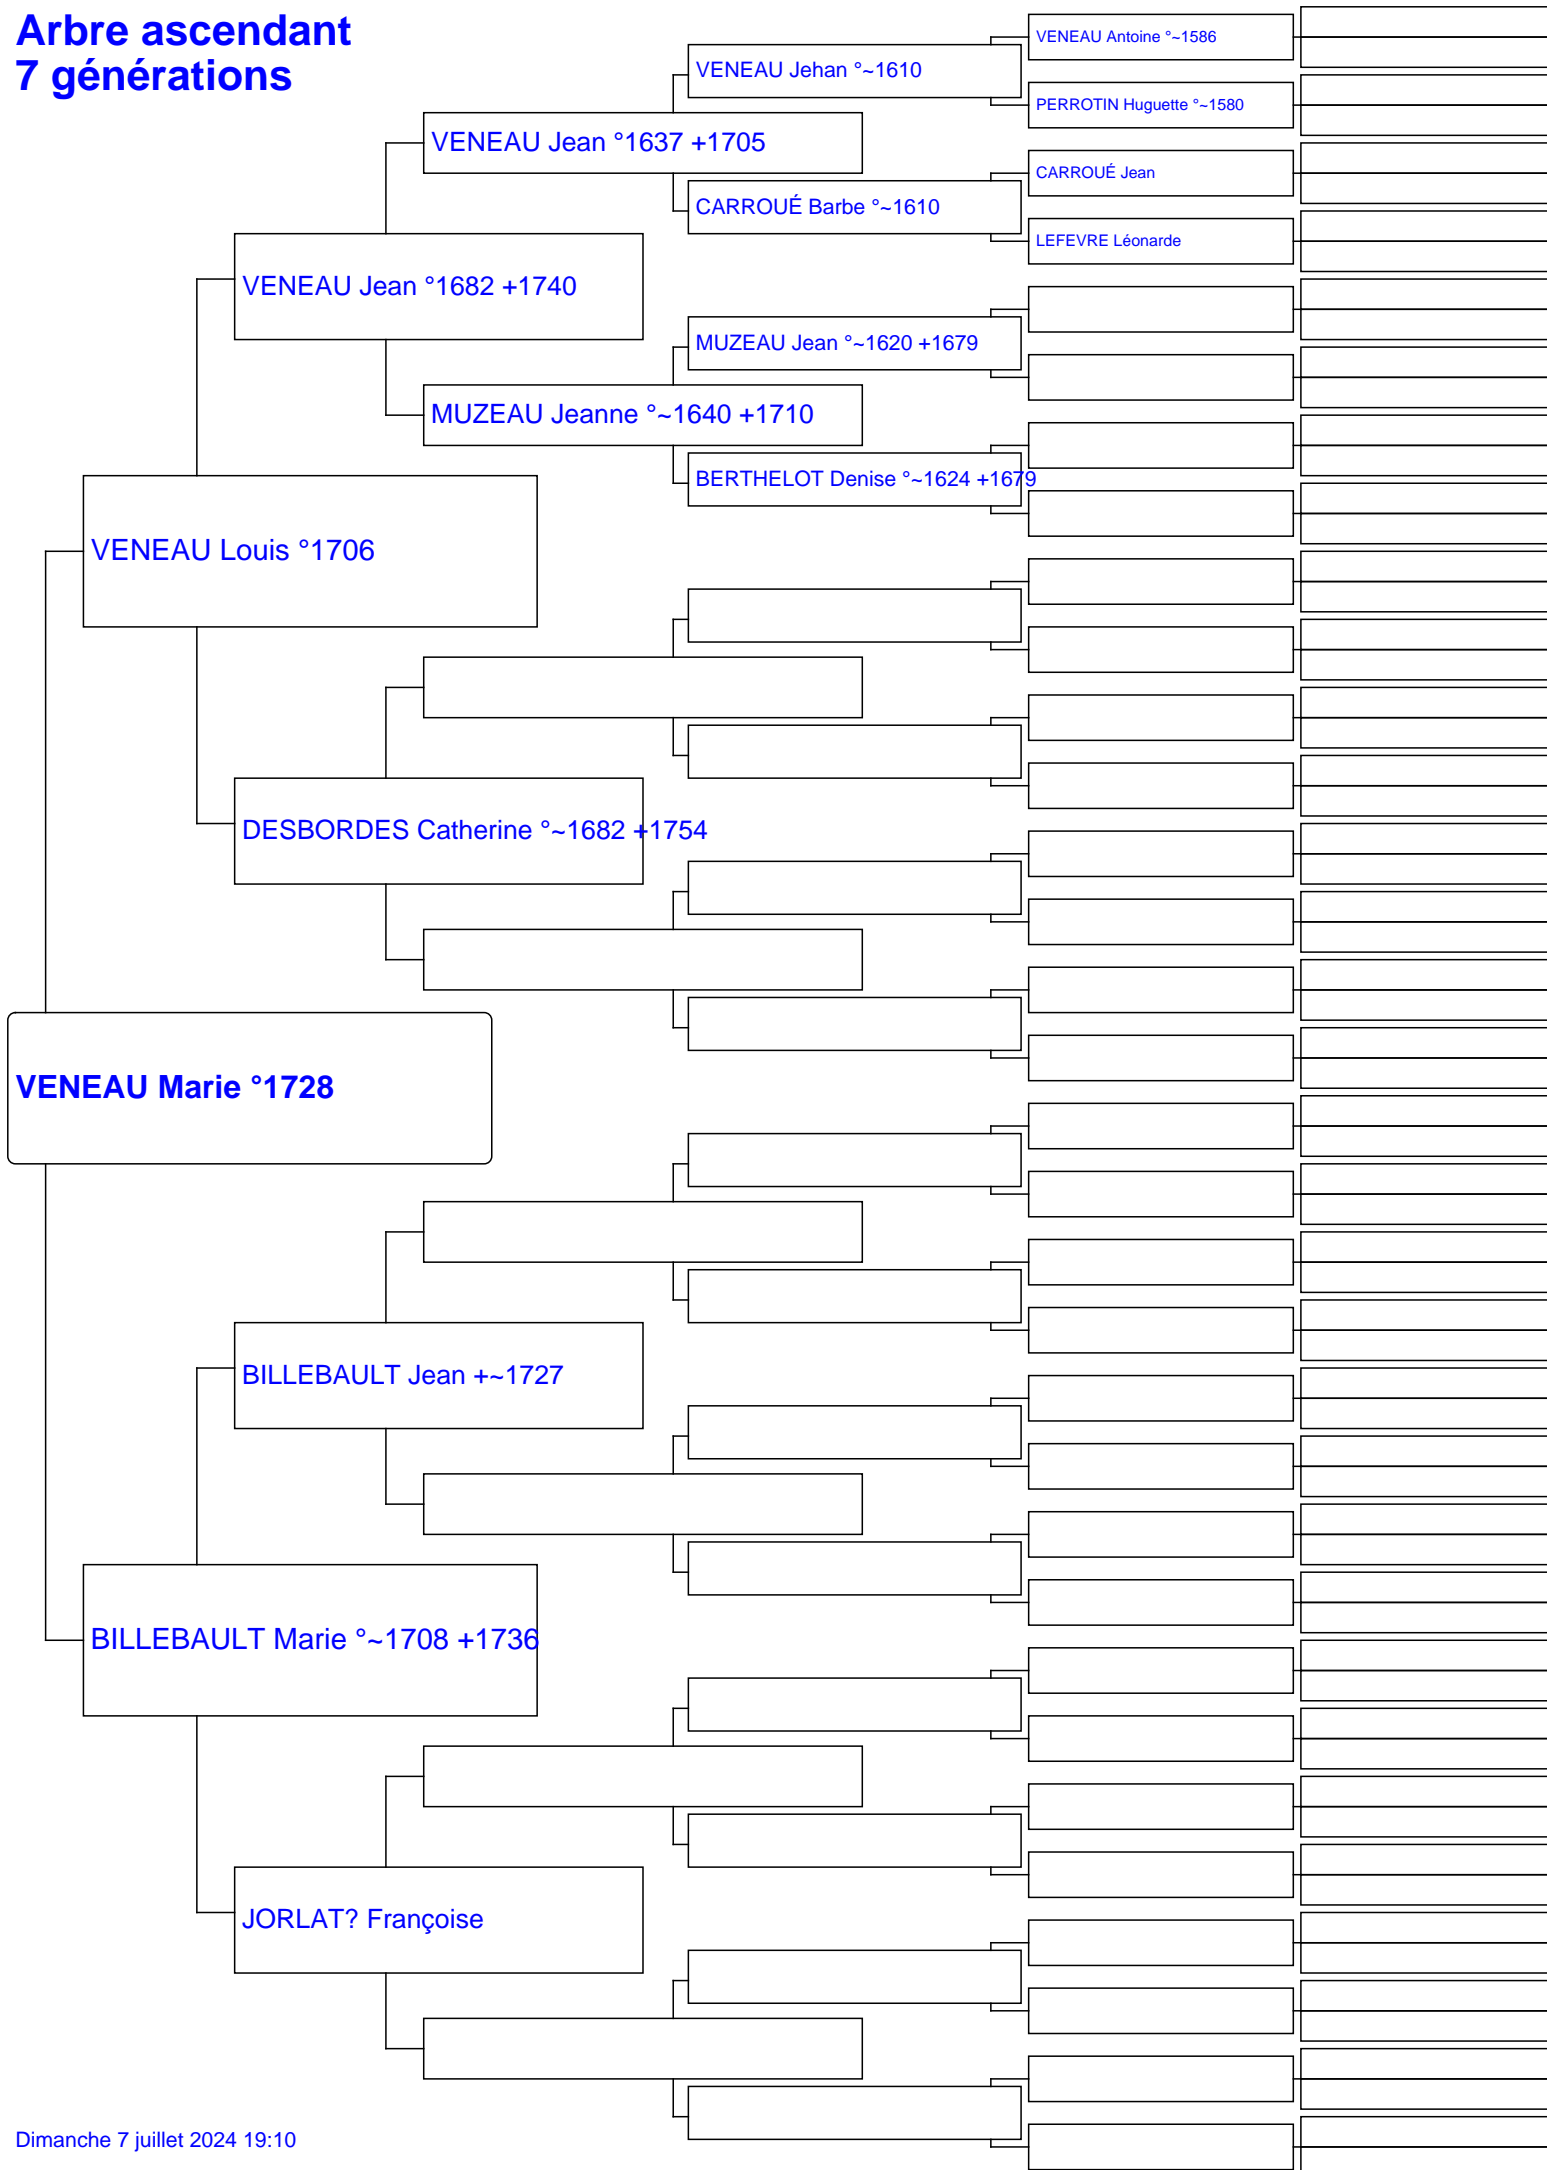 Arbre ascendant
7 générations
VENEAU Antoine °~1586
VENEAU Jehan °~1610
PERROTIN Huguette °~1580
VENEAU Jean °1637 +1705
CARROUÉ Jean
CARROUÉ Barbe °~1610
LEFEVRE Léonarde
VENEAU Jean °1682 +1740
MUZEAU Jean °~1620 +1679
MUZEAU Jeanne °~1640 +1710
BERTHELOT Denise °~1624 +1679
VENEAU Louis °1706
DESBORDES Catherine °~1682 +1754
VENEAU Marie °1728
BILLEBAULT Jean +~1727
BILLEBAULT Marie °~1708 +1736
JORLAT? Françoise
Dimanche 7 juillet 2024 19:10